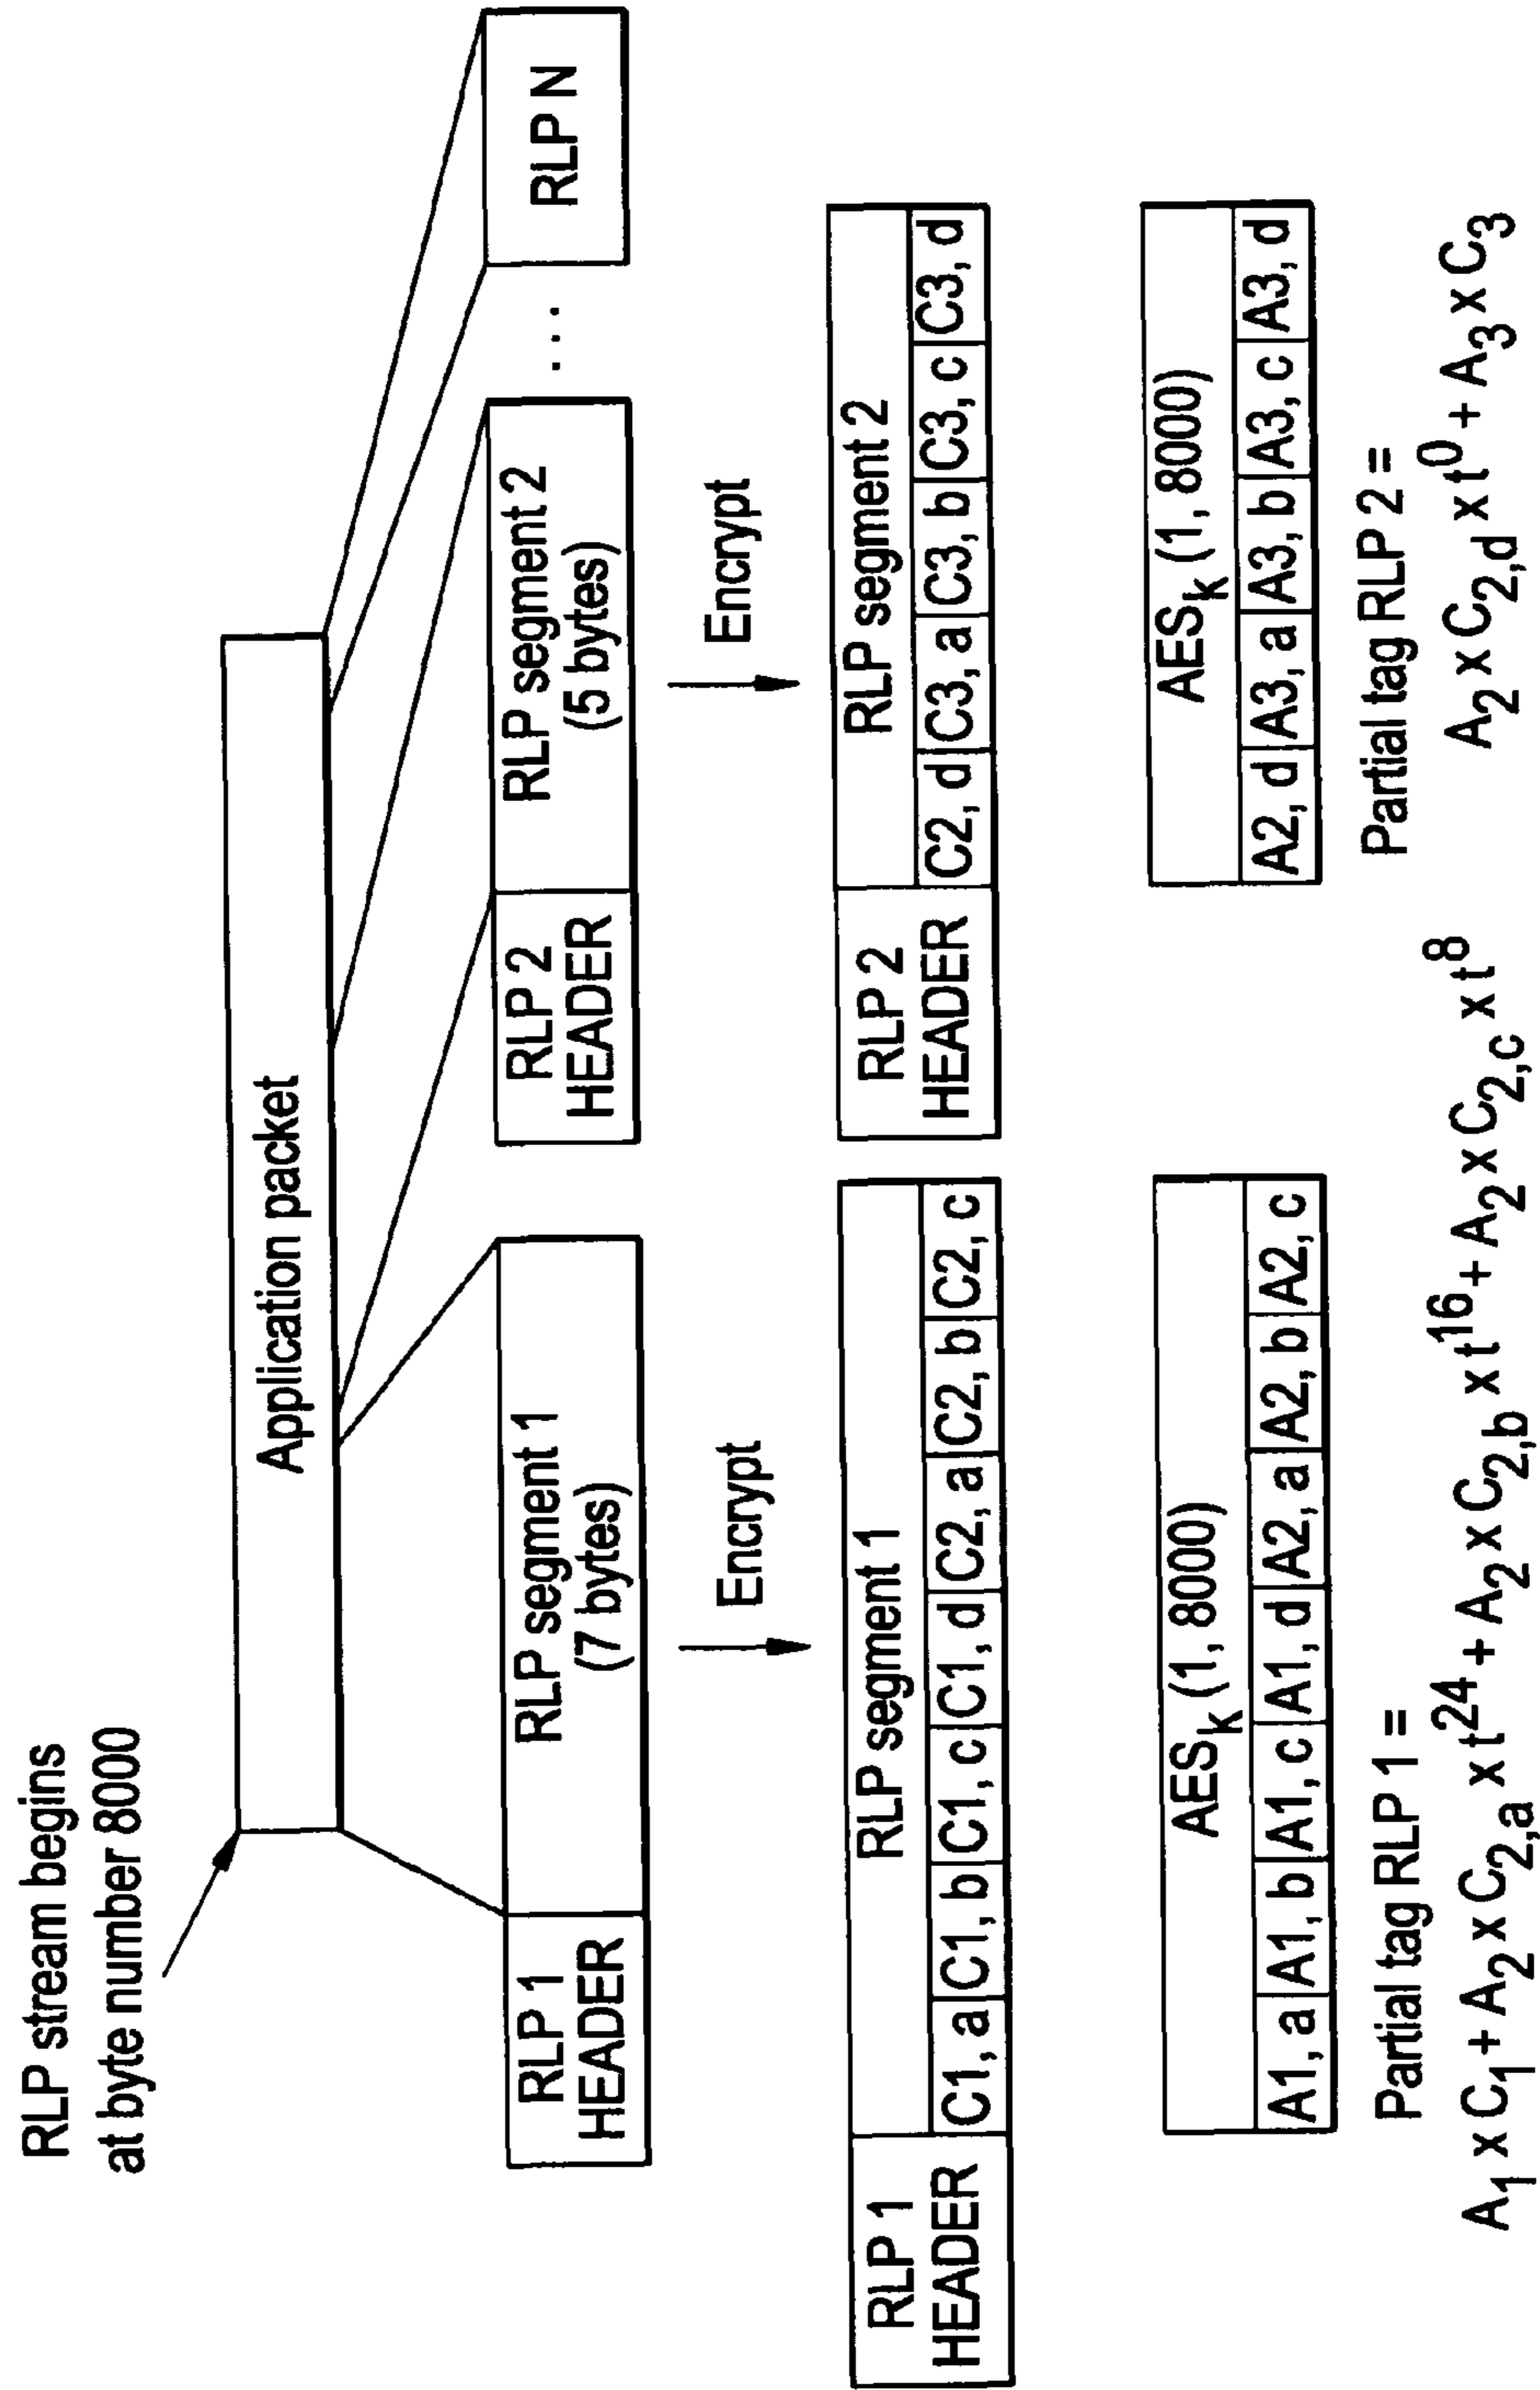 RLP stream begins
at byte number 8000
Application packet
RLP 1
HEADER
RLP segment 1
(7 bytes)
RLP 2
HEADER
RLP segment 2
(5 bytes)
. . .
RLP N
Encrypt
Encrypt
RLP 1
HEADER
RLP segment 1
C1, a C1, b C1, c C1, d C2, a C2, b C2, c
RLP 2
HEADER
RLP segment 2
C2, d C3, a C3, b C3, c C3, d
AESₖ (1, 8000)
A1, a A1, b A1, c A1, d A2, a A2, b A2, c
AESₖ (1, 8000)
A2, d A3, a A3, b A3, c A3, d
Partial tag RLP 1 =
A₁ x C₁ + A₂ x C₂,a x t²⁴ + A₂ x C₂,b x t¹⁶ + A₂ x C₂,c x t⁸
Partial tag RLP 2 =
A₂ x C₂,d x t⁰ + A₃ x C₃